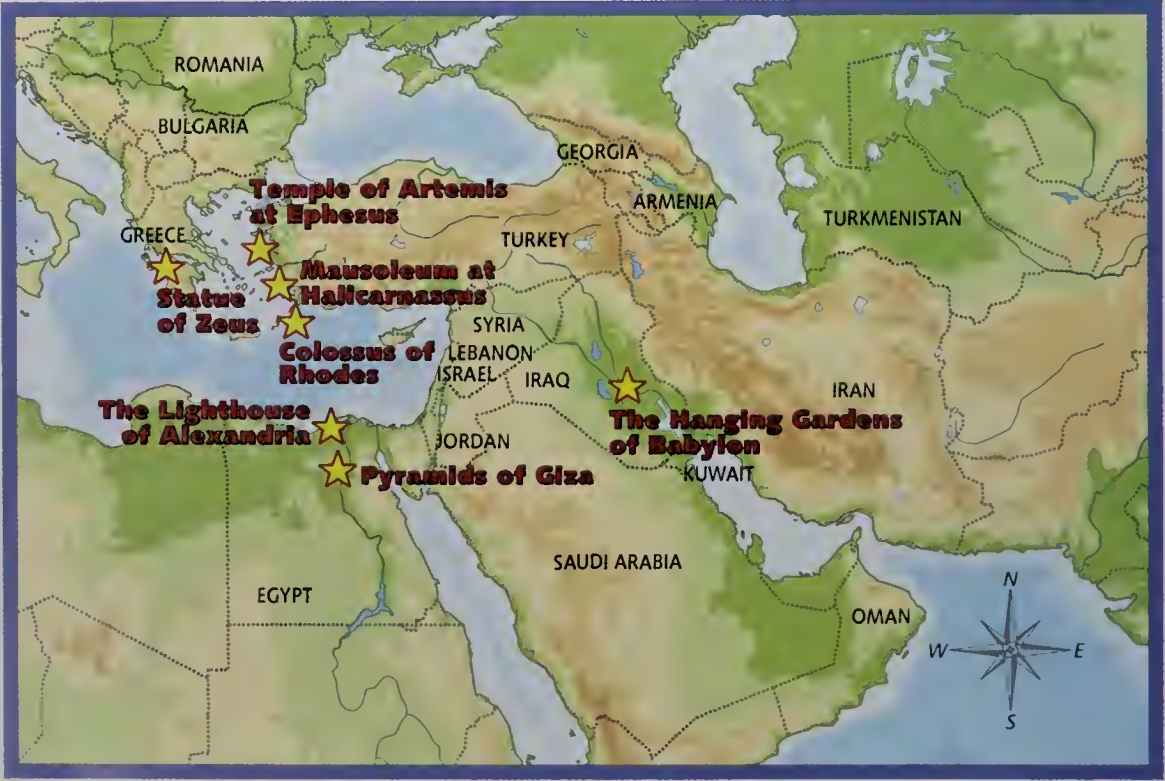 ROMANIA
BULGARIA
GEORGIA
Temple of Artemis
at Ephesus
ARMENIA
TURKMENISTAN
GREECE
TURKEY
Mausoleum at
Halicarnassus
Statue
of Zeus
SYRIA
Colossus of
Rhodes
LEBANON
ISRAEL
IRAQ
IRAN
The Lighthouse
of Alexandria
The Hanging Gardens
of Babylon
JORDAN
Pyramids of Giza
KUWAIT
SAUDI ARABIA
EGYPT
OMAN
N
W
E
S